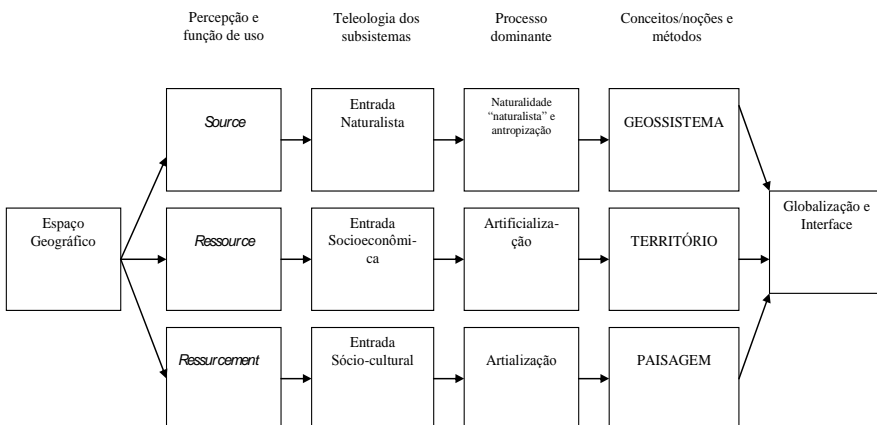 Percepção e
função de uso
Teleologia dos
subsistemas
Processo
dominante
Conceitos/noções e
métodos
Source
Entrada
Naturalista
Naturalidade
“naturalista” e
antropização
GEOSSISTEMA
Espaço
Geográfico
Ressource
Entrada
Socioeconômi-
ca
Artificializa-
ção
TERRITÓRIO
Globalização e
Interface
Ressurcement
Entrada
Sócio-cultural
Artialização
PAISAGEM